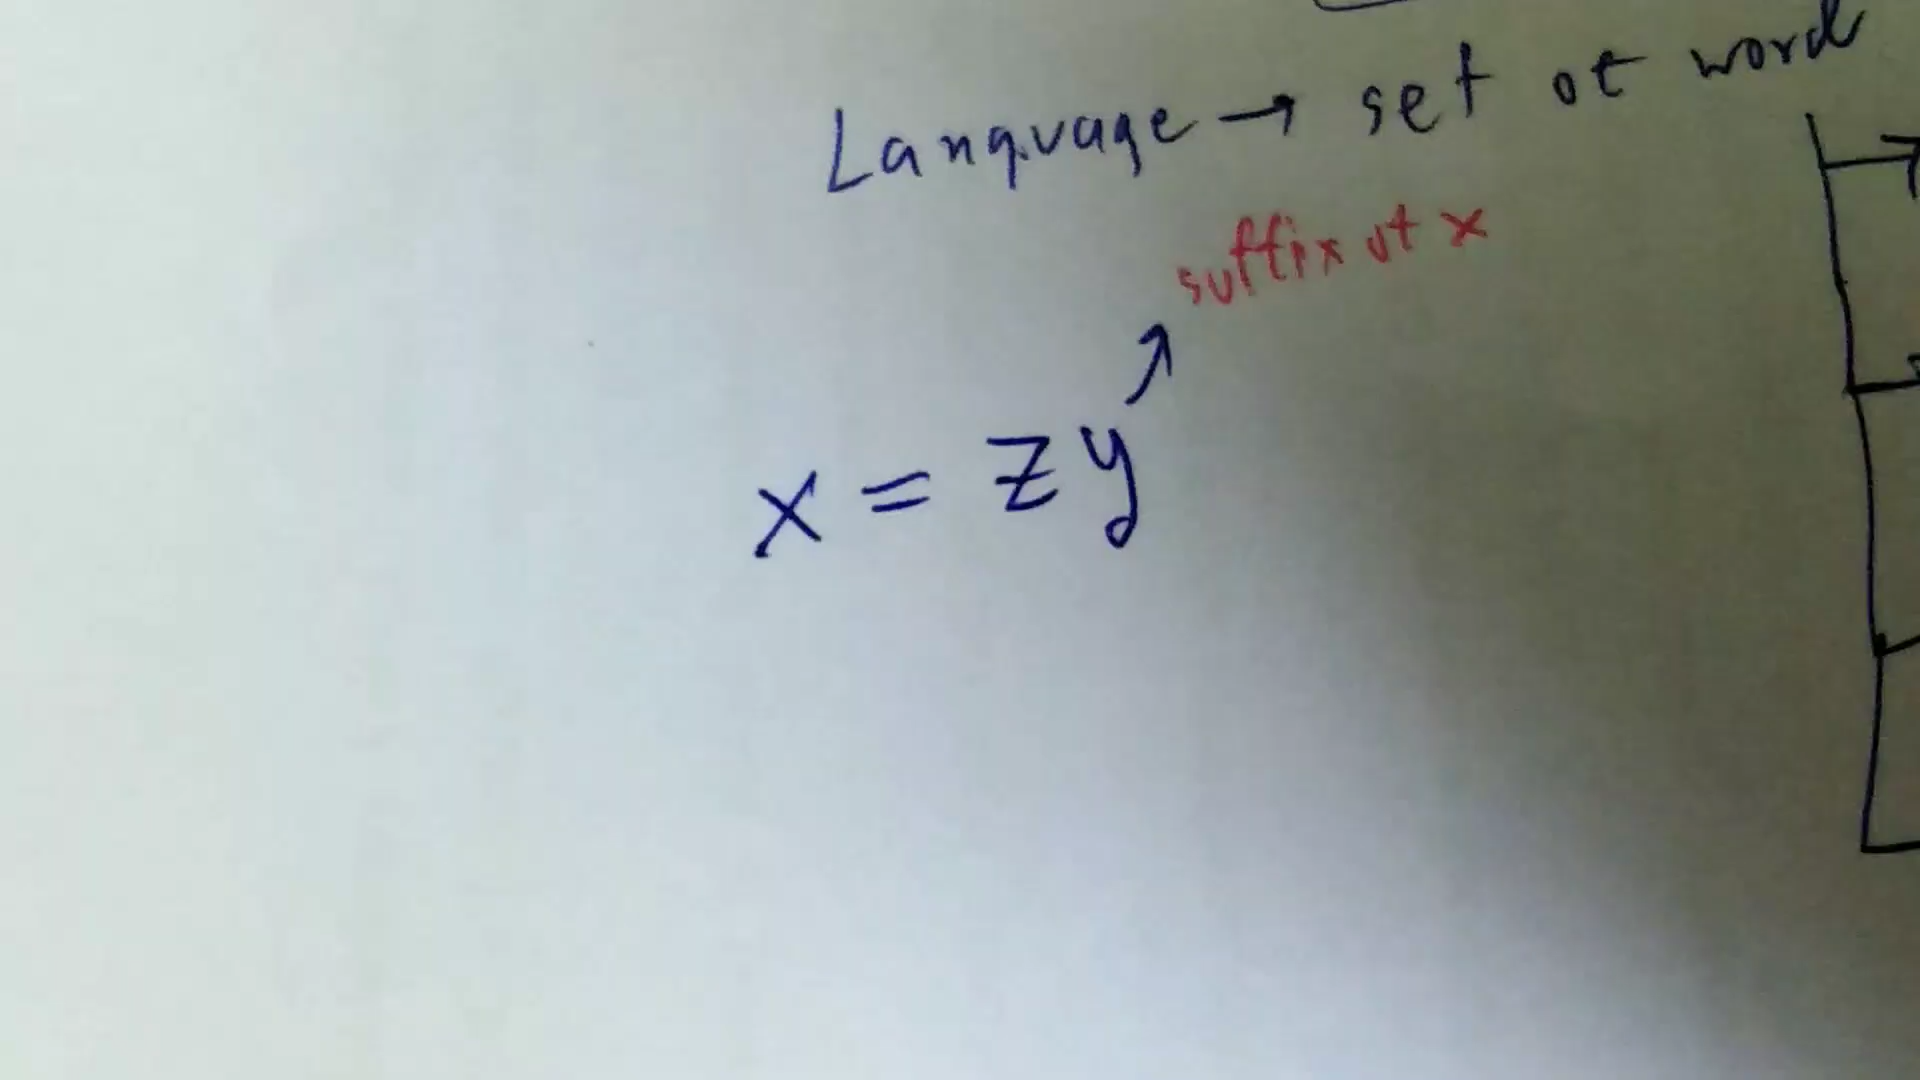 Language → set of word
suffix of x
x = zy